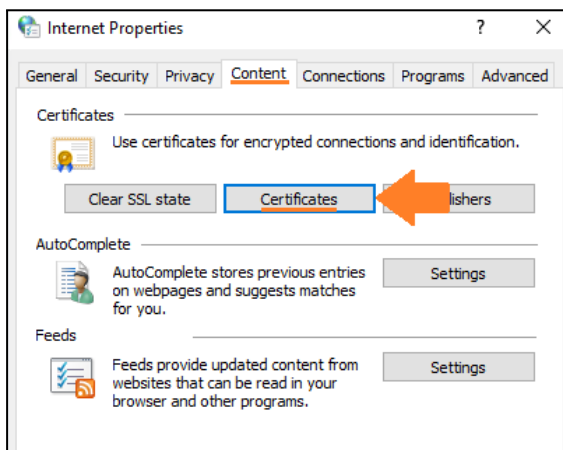 Internet Properties ?
General Security Privacy Content Connections Programs Advanced
Certificates
Use certificates for encrypted connections and identification.
Clear SSL state Certificates lishers
AutoComplete
AutoComplete stores previous entries Settings
on webpages and suggests matches
for you.
Feeds
Feeds provide updated content from Settings
websites that can be read in your
browser and other programs.